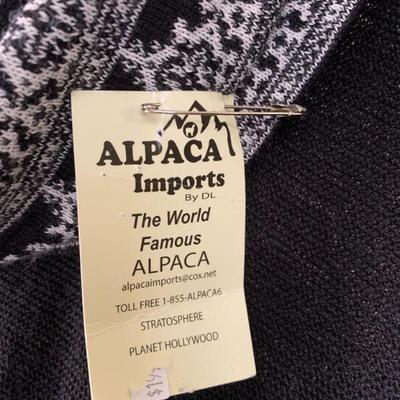 ALPACA
Imports
By DL
The World
Famous
ALPACA
alpacaimports@cox.net
TOLL FREE 1-855-ALPACA6
STRATOSPHERE
PLANET HOLLYWOOD